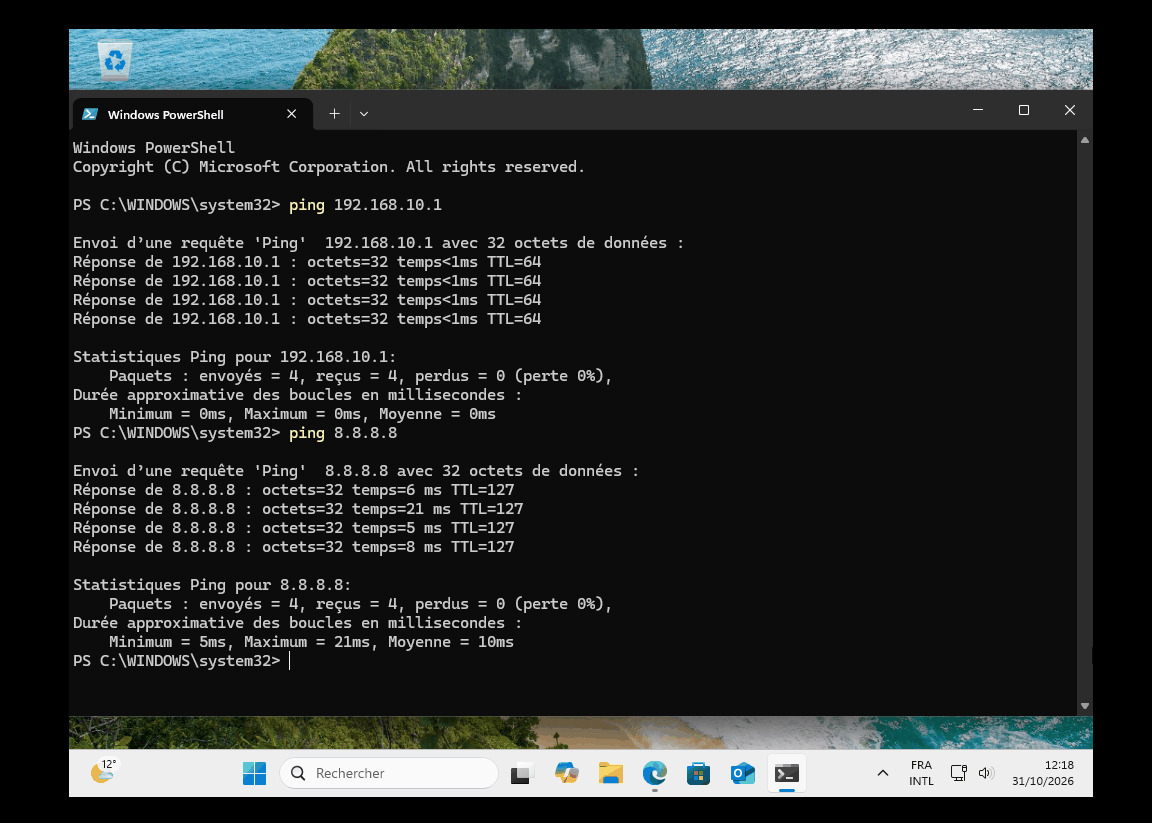 Windows PowerShell
Windows PowerShell
Copyright (C) Microsoft Corporation. All rights reserved.
PS C:\WINDOWS\system32> ping 192.168.10.1
Envoi d’une requête 'Ping'  192.168.10.1 avec 32 octets de données :
Réponse de 192.168.10.1 : octets=32 temps<1ms TTL=64
Réponse de 192.168.10.1 : octets=32 temps<1ms TTL=64
Réponse de 192.168.10.1 : octets=32 temps<1ms TTL=64
Réponse de 192.168.10.1 : octets=32 temps<1ms TTL=64
Statistiques Ping pour 192.168.10.1:
    Paquets : envoyés = 4, reçus = 4, perdus = 0 (perte 0%),
Durée approximative des boucles en millisecondes :
    Minimum = 0ms, Maximum = 0ms, Moyenne = 0ms
PS C:\WINDOWS\system32> ping 8.8.8.8
Envoi d’une requête 'Ping'  8.8.8.8 avec 32 octets de données :
Réponse de 8.8.8.8 : octets=32 temps=6 ms TTL=127
Réponse de 8.8.8.8 : octets=32 temps=21 ms TTL=127
Réponse de 8.8.8.8 : octets=32 temps=5 ms TTL=127
Réponse de 8.8.8.8 : octets=32 temps=8 ms TTL=127
Statistiques Ping pour 8.8.8.8:
    Paquets : envoyés = 4, reçus = 4, perdus = 0 (perte 0%),
Durée approximative des boucles en millisecondes :
    Minimum = 5ms, Maximum = 21ms, Moyenne = 10ms
PS C:\WINDOWS\system32>
12°
Rechercher
FRA
INTL
12:18
31/10/2026